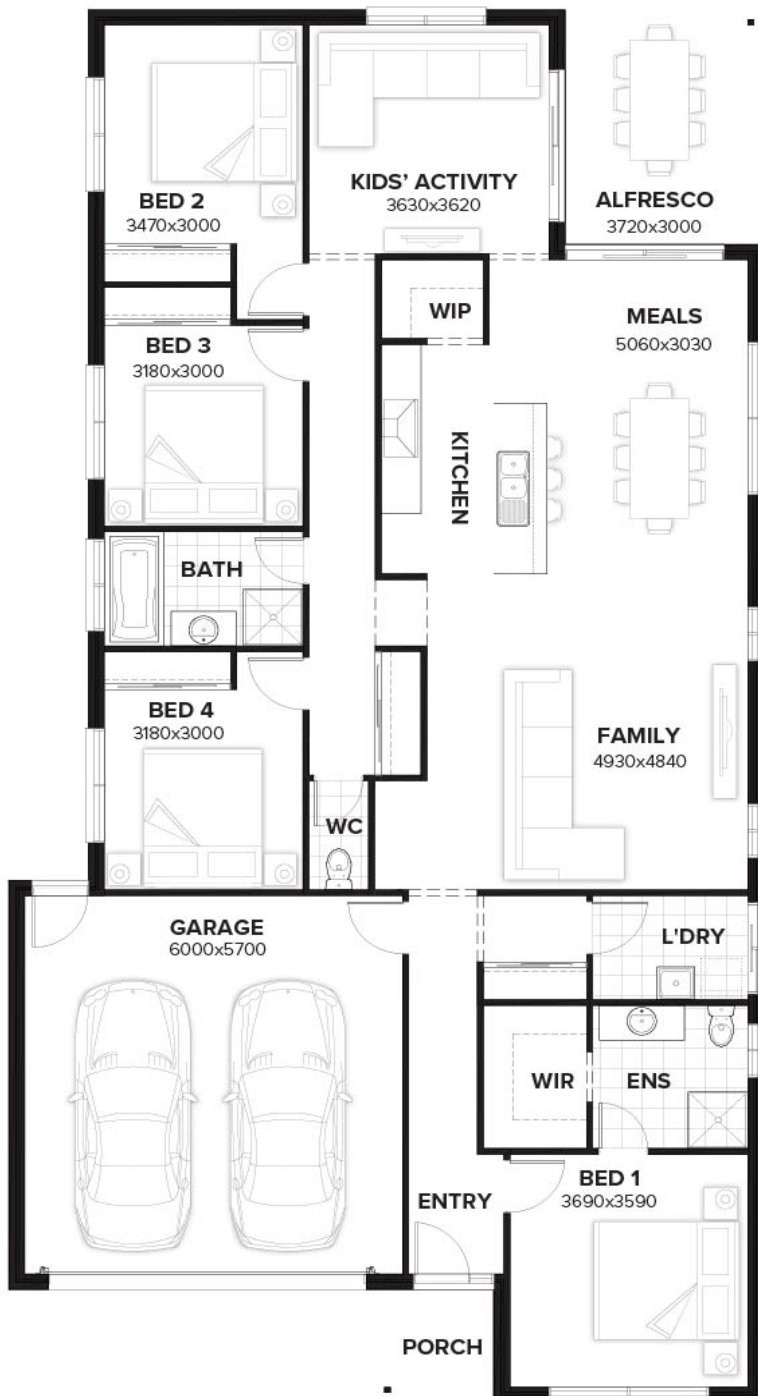 BED 2
3470x3000
KIDS' ACTIVITY
3630x3620
ALFRESCO
3720x3000
WIP
MEALS
5060x3030
BED 3
3180x3000
KITCHEN
BATH
BED 4
3180x3000
FAMILY
4930x4840
WC
GARAGE
6000x5700
L'DRY
WIR
ENS
BED 1
3690x3590
ENTRY
PORCH